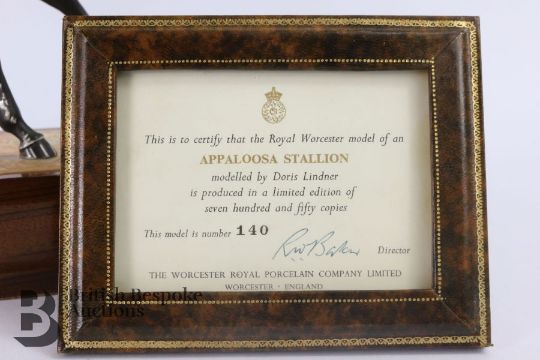 This is to certify that the Royal Worcester model of an
APPALOOSA STALLION
modelled by Doris Lindner
is produced in a limited edition of
seven hundred and fifty copies
This model is number 140
RW Baker Director
THE WORCESTER ROYAL PORCELAIN COMPANY LIMITED
WORCESTER · ENGLAND
B
British Bespoke
Auctions